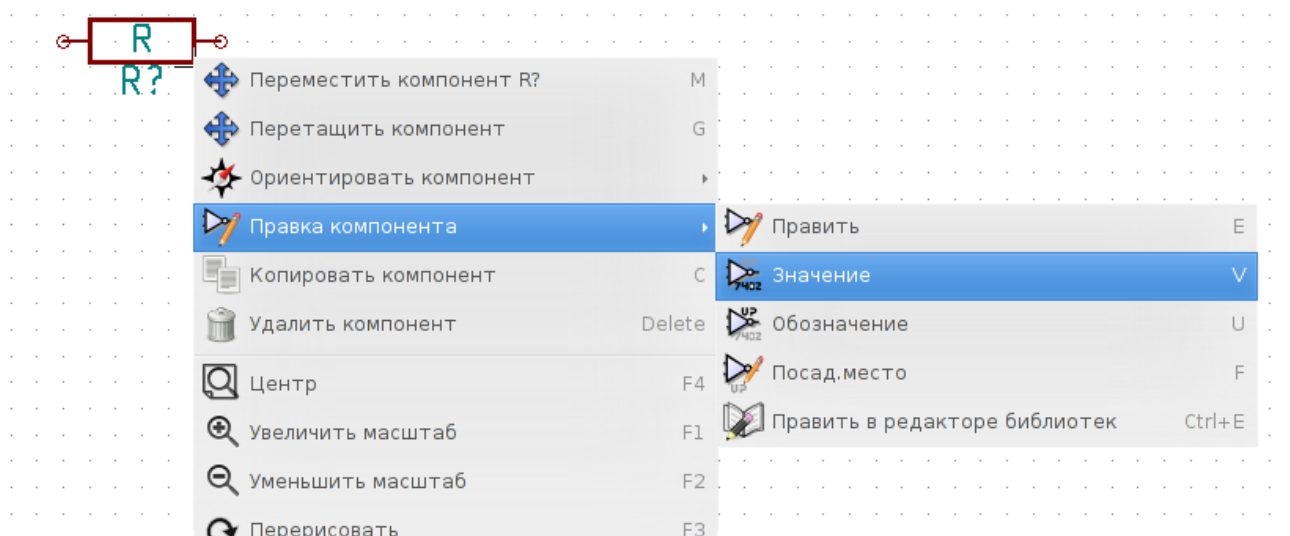 R
R?
Переместить компонент R? M
Перетащить компонент G
Ориентировать компонент
Правка компонента
Копировать компонент C
Удалить компонент Delete
Центр F4
Увеличить масштаб F1
Уменьшить масштаб F2
Перерисовать F3
Править E
Значение V
Обозначение U
Посад.место F
Править в редакторе библиотек Ctrl+E